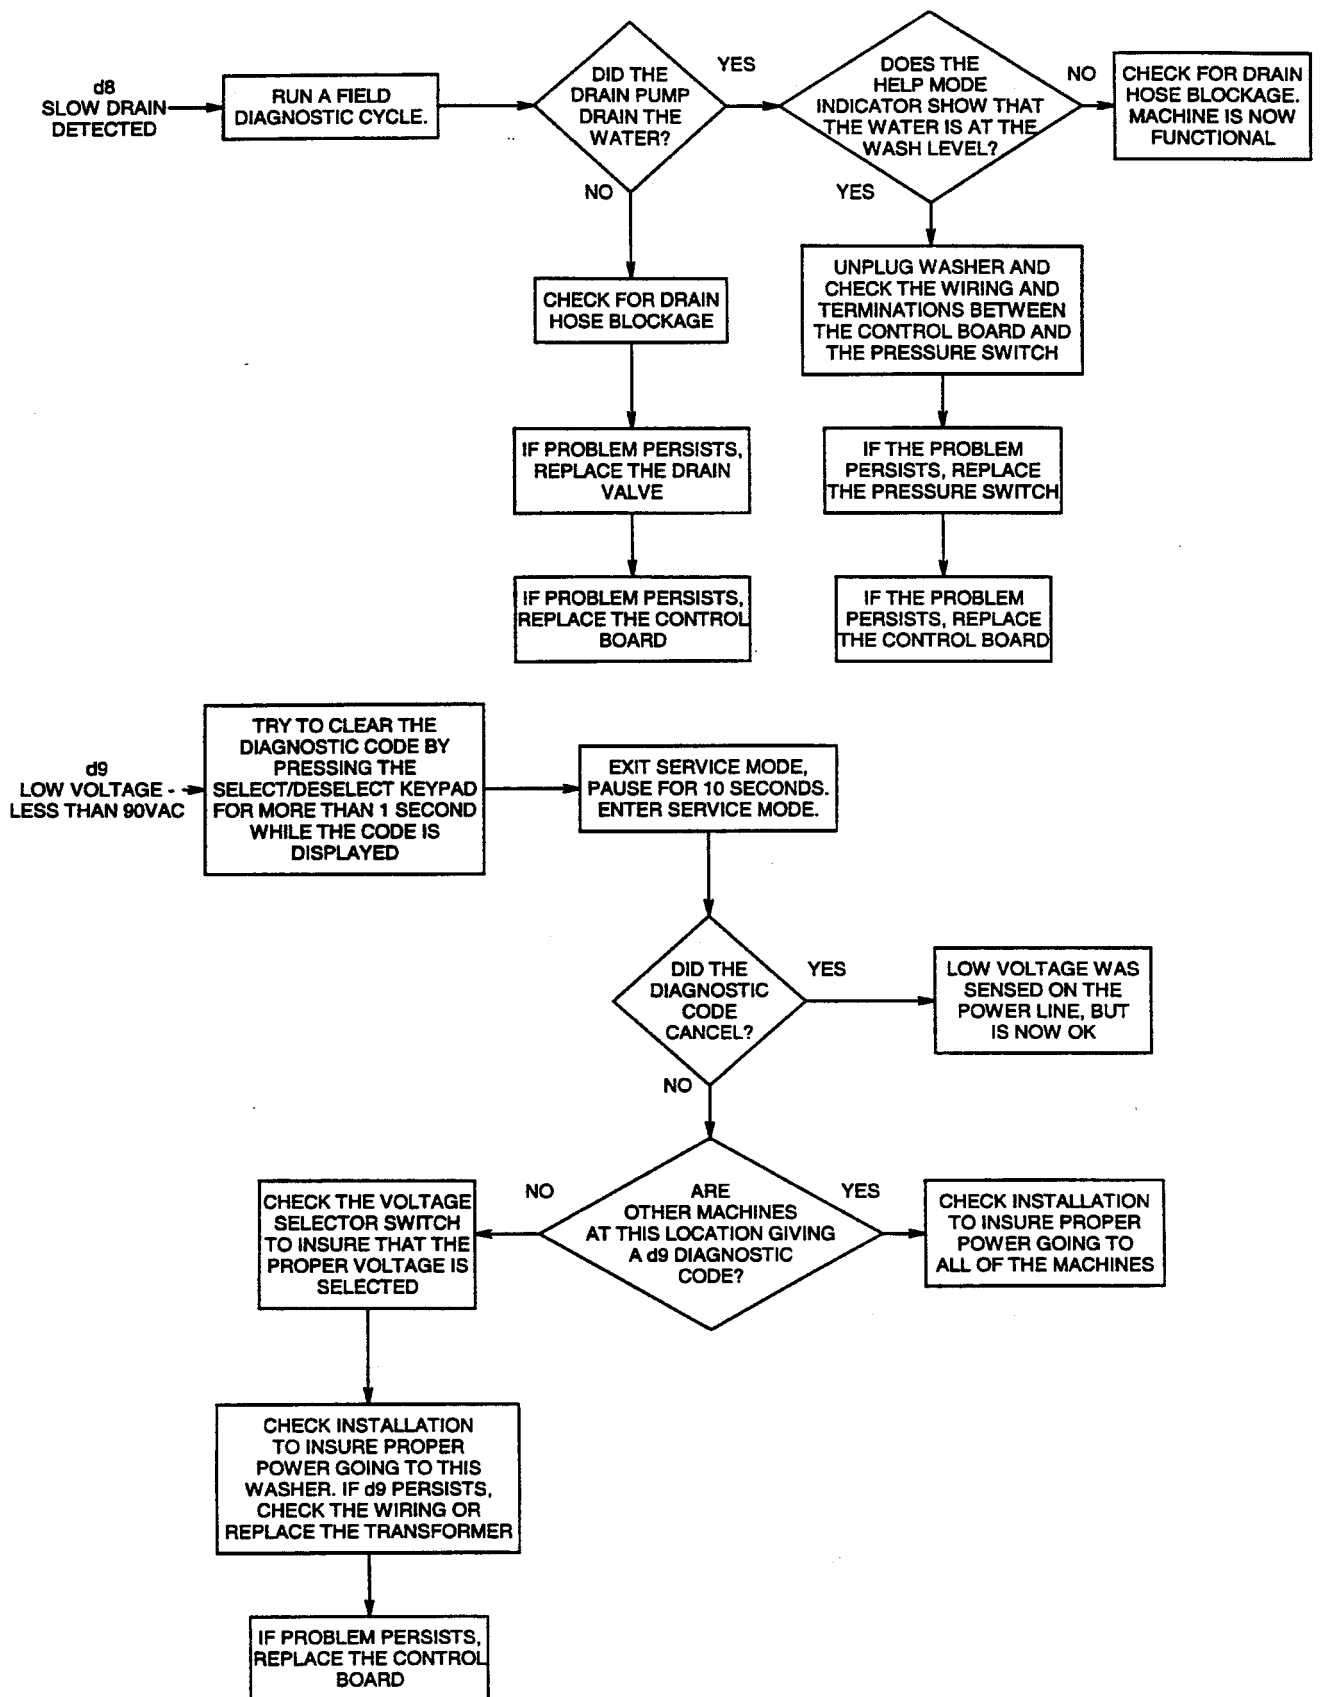 d8
SLOW DRAIN
DETECTED
RUN A FIELD
DIAGNOSTIC CYCLE.
DID THE
DRAIN PUMP
DRAIN THE
WATER?
YES
DOES THE
HELP MODE
INDICATOR SHOW THAT
THE WATER IS AT THE
WASH LEVEL?
NO
CHECK FOR DRAIN
HOSE BLOCKAGE.
MACHINE IS NOW
FUNCTIONAL
NO
CHECK FOR DRAIN
HOSE BLOCKAGE
IF PROBLEM PERSISTS,
REPLACE THE DRAIN
VALVE
IF PROBLEM PERSISTS,
REPLACE THE CONTROL
BOARD
YES
UNPLUG WASHER AND
CHECK THE WIRING AND
TERMINATIONS BETWEEN
THE CONTROL BOARD AND
THE PRESSURE SWITCH
IF THE PROBLEM
PERSISTS, REPLACE
THE PRESSURE SWITCH
IF THE PROBLEM
PERSISTS, REPLACE
THE CONTROL BOARD
d9
LOW VOLTAGE -
LESS THAN 90VAC
TRY TO CLEAR THE
DIAGNOSTIC CODE BY
PRESSING THE
SELECT/DESELECT KEYPAD
FOR MORE THAN 1 SECOND
WHILE THE CODE IS
DISPLAYED
EXIT SERVICE MODE,
PAUSE FOR 10 SECONDS.
ENTER SERVICE MODE.
DID THE
DIAGNOSTIC
CODE
CANCEL?
YES
LOW VOLTAGE WAS
SENSED ON THE
POWER LINE, BUT
IS NOW OK
NO
ARE
OTHER MACHINES
AT THIS LOCATION GIVING
A d9 DIAGNOSTIC
CODE?
YES
CHECK INSTALLATION
TO INSURE PROPER
POWER GOING TO
ALL OF THE MACHINES
NO
CHECK THE VOLTAGE
SELECTOR SWITCH
TO INSURE THAT THE
PROPER VOLTAGE IS
SELECTED
CHECK INSTALLATION
TO INSURE PROPER
POWER GOING TO THIS
WASHER. IF d9 PERSISTS,
CHECK THE WIRING OR
REPLACE THE TRANSFORMER
IF PROBLEM PERSISTS,
REPLACE THE CONTROL
BOARD